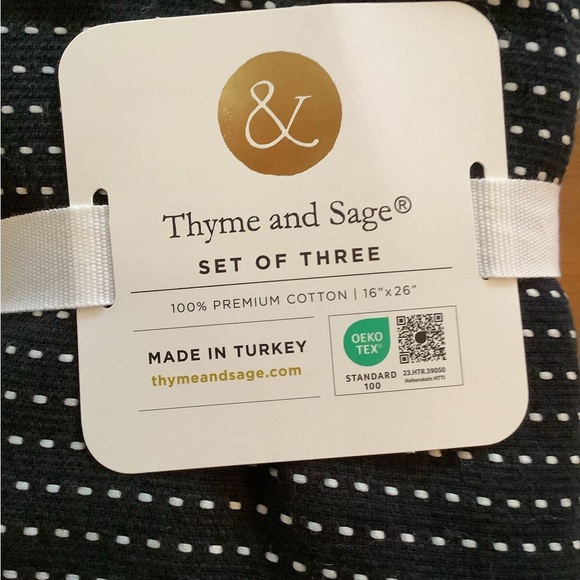 &
Thyme and Sage®
SET OF THREE
100% PREMIUM COTTON | 16"x26"
MADE IN TURKEY
thymeandsage.com
OEKO
TEX®
STANDARD
100
23.HTR.39050
Hohenstein HTTI